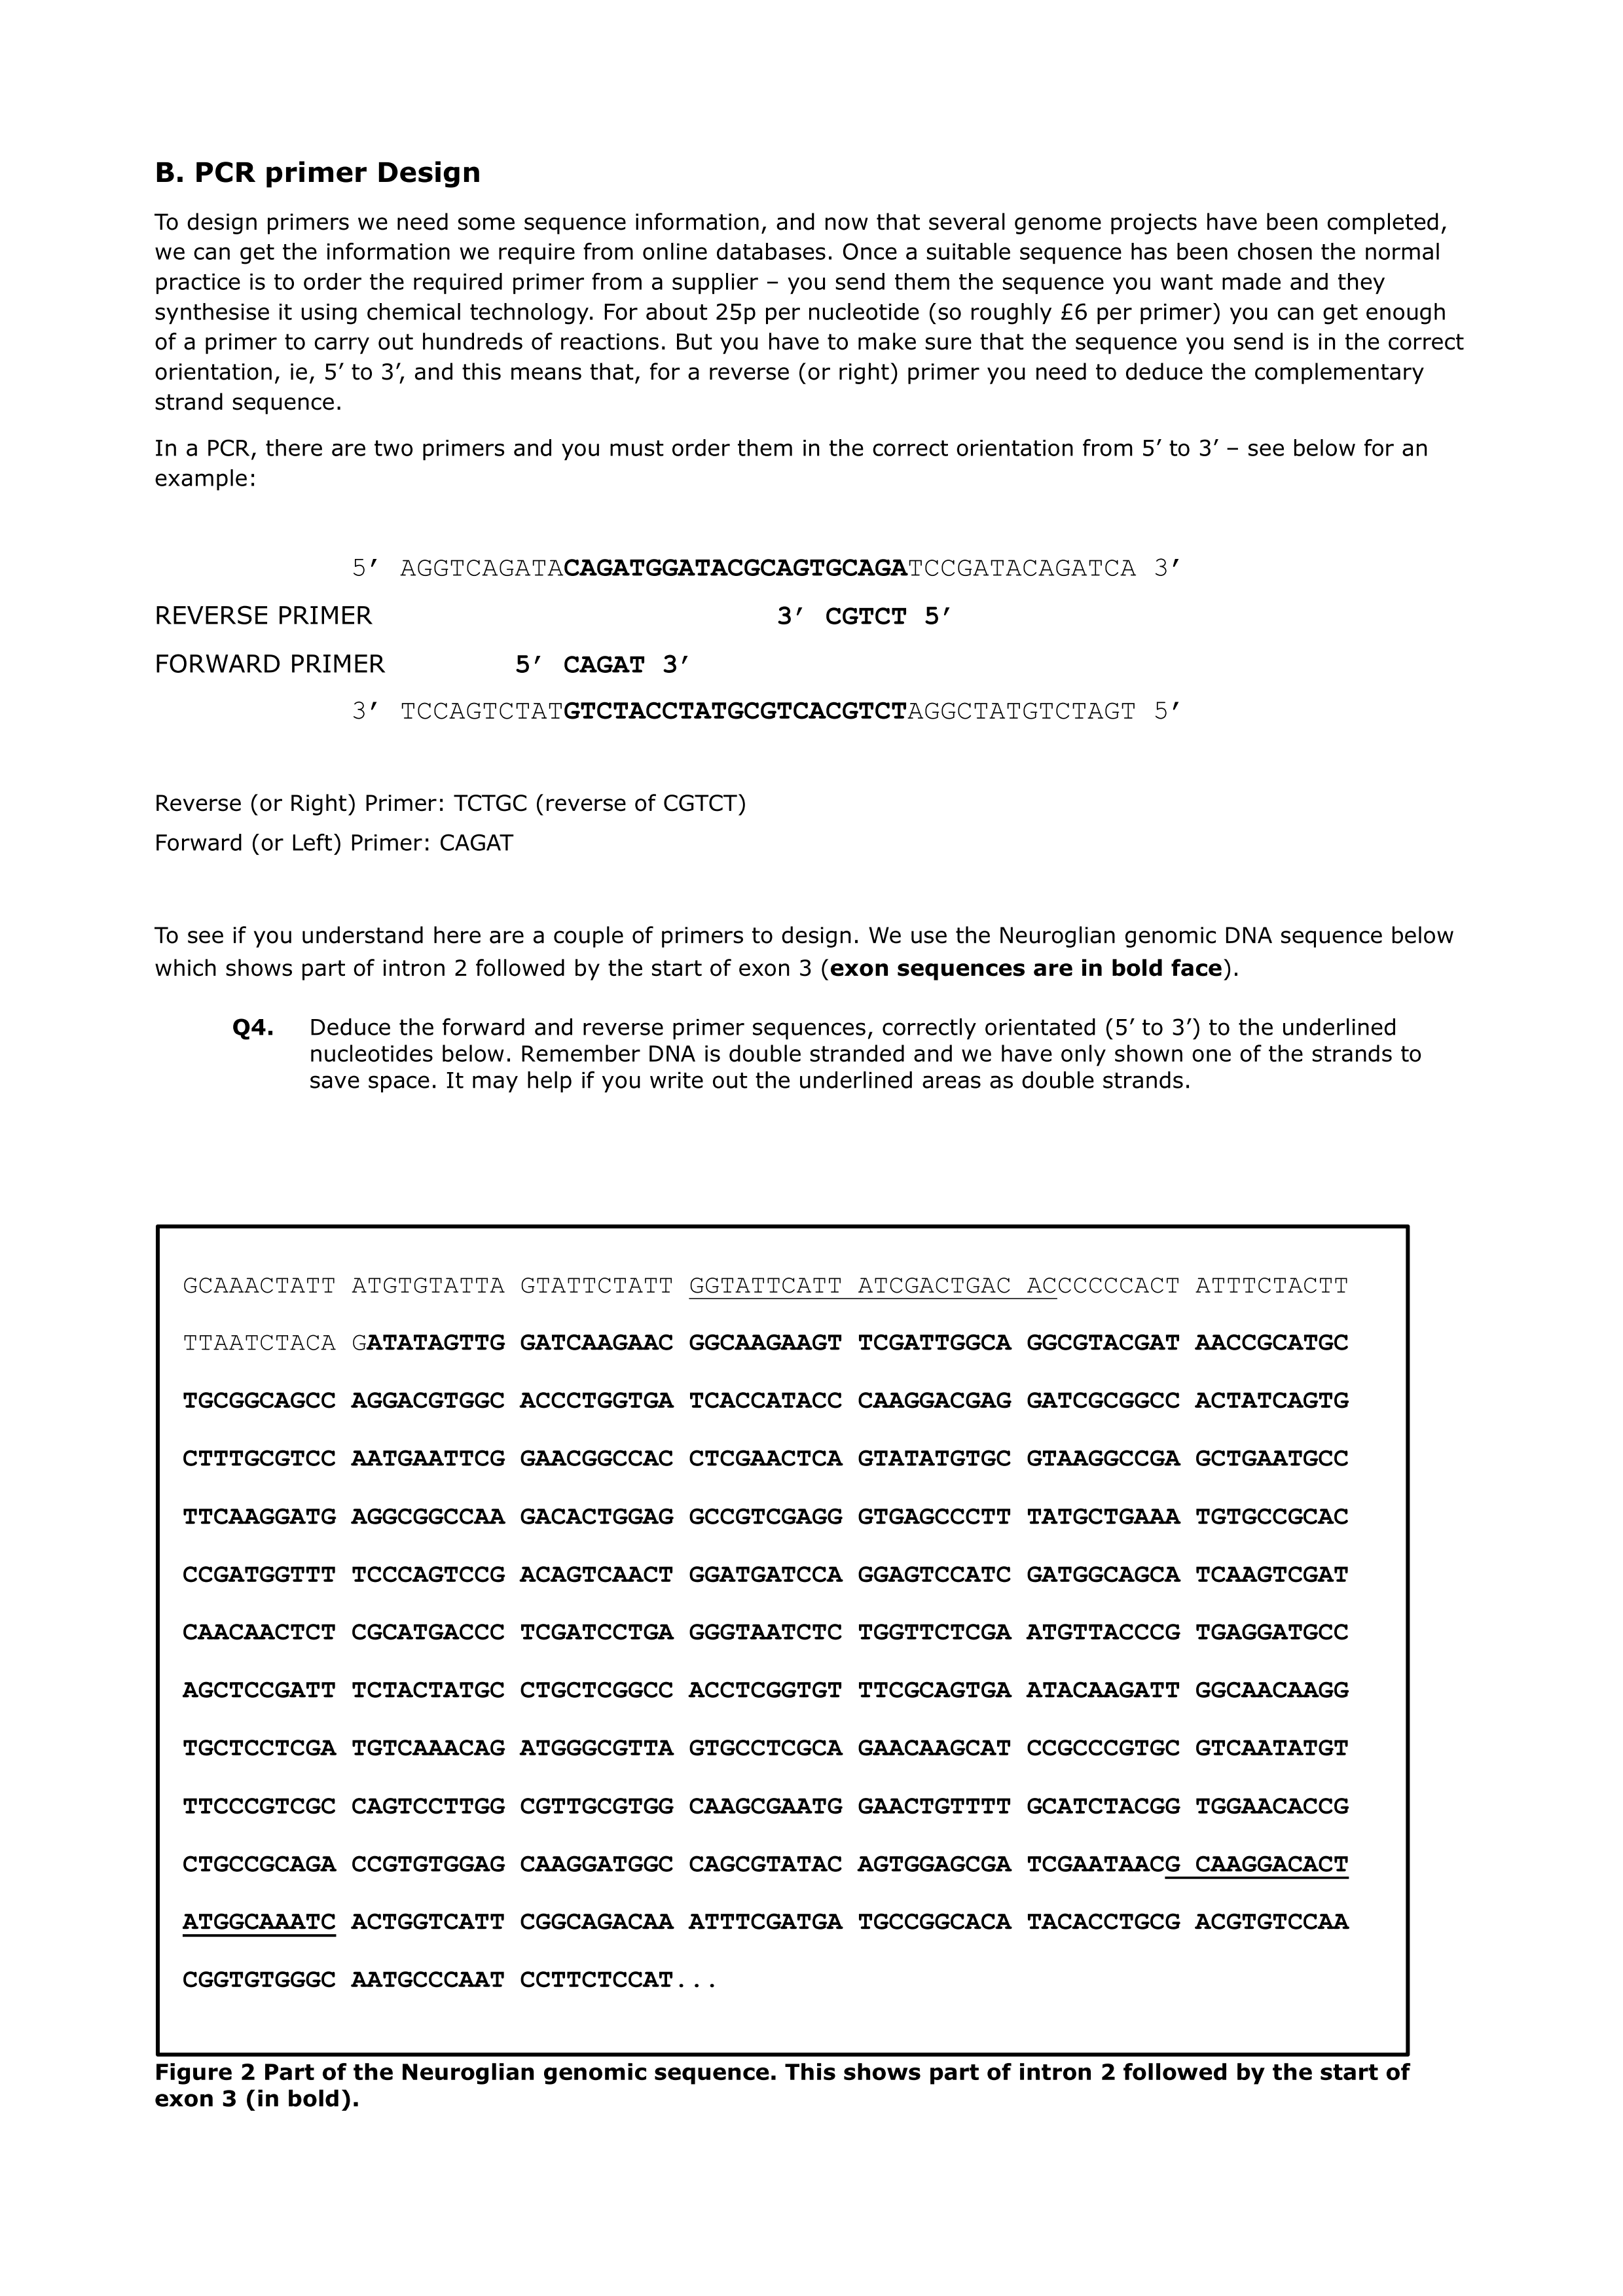 B. PCR primer Design
To design primers we need some sequence information, and now that several genome projects have been completed,
we can get the information we require from online databases. Once a suitable sequence has been chosen the normal
practice is to order the required primer from a supplier – you send them the sequence you want made and they
synthesise it using chemical technology. For about 25p per nucleotide (so roughly £6 per primer) you can get enough
of a primer to carry out hundreds of reactions. But you have to make sure that the sequence you send is in the correct
orientation, ie, 5’ to 3’, and this means that, for a reverse (or right) primer you need to deduce the complementary
strand sequence.
In a PCR, there are two primers and you must order them in the correct orientation from 5’ to 3’ – see below for an
example:
5’ AGGTCAGATACAGATGGATACGCAGTGCAGATCCGATACAGATCA 3’
REVERSE PRIMER 3’ CGTCT 5’
FORWARD PRIMER 5’ CAGAT 3’
3’ TCCAGTCTATGTCTACCTATGCGTCACGTCTAGGCTATGTCTAGT 5’
Reverse (or Right) Primer: TCTGC (reverse of CGTCT)
Forward (or Left) Primer: CAGAT
To see if you understand here are a couple of primers to design. We use the Neuroglian genomic DNA sequence below
which shows part of intron 2 followed by the start of exon 3 (exon sequences are in bold face).
Q4. Deduce the forward and reverse primer sequences, correctly orientated (5’ to 3’) to the underlined
nucleotides below. Remember DNA is double stranded and we have only shown one of the strands to
save space. It may help if you write out the underlined areas as double strands.
GCAAACTATT ATGTGTATTA GTATTCTATT GGTATTCATT ATCGACTGAC ACCCCCCACT ATTTCTACTT
TTAATCTACA GATATAGTTG GATCAAGAAC GGCAAGAAGT TCGATTGGCA GGCGTACGAT AACCGCATGC
TGCGGCAGCC AGGACGTGGC ACCCTGGTGA TCACCATACC CAAGGACGAG GATCGCGGCC ACTATCAGTG
CTTTGCGTCC AATGAATTCG GAACGGCCAC CTCGAACTCA GTATATGTGC GTAAGGCCGA GCTGAATGCC
TTCAAGGATG AGGCGGCCAA GACACTGGAG GCCGTCGAGG GTGAGCCCTT TATGCTGAAA TGTGCCGCAC
CCGATGGTTT TCCCAGTCCG ACAGTCAACT GGATGATCCA GGAGTCCATC GATGGCAGCA TCAAGTCGAT
CAACAACTCT CGCATGACCC TCGATCCTGA GGGTAATCTC TGGTTCTCGA ATGTTACCCG TGAGGATGCC
AGCTCCGATT TCTACTATGC CTGCTCGGCC ACCTCGGTGT TTCGCAGTGA ATACAAGATT GGCAACAAGG
TGCTCCTCGA TGTCAAACAG ATGGGCGTTA GTGCCTCGCA GAACAAGCAT CCGCCCGTGC GTCAATATGT
TTCCCGTCGC CAGTCCTTGG CGTTGCGTGG CAAGCGAATG GAACTGTTTT GCATCTACGG TGGAACACCG
CTGCCGCAGA CCGTGTGGAG CAAGGATGGC CAGCGTATAC AGTGGAGCGA TCGAATAACG CAAGGACACT
ATGGCAAATC ACTGGTCATT CGGCAGACAA ATTTCGATGA TGCCGGCACA TACACCTGCG ACGTGTCCAA
CGGTGTGGGC AATGCCCAAT CCTTCTCCAT...
Figure 2 Part of the Neuroglian genomic sequence. This shows part of intron 2 followed by the start of
exon 3 (in bold).